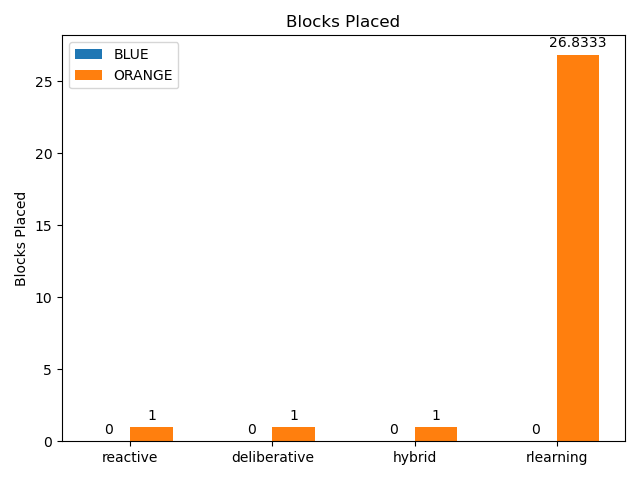 Blocks Placed
BLUE
ORANGE
26.8333
25
20
15
10
5
0
Blocks Placed
0
1
0
1
0
1
0
reactive
deliberative
hybrid
rlearning